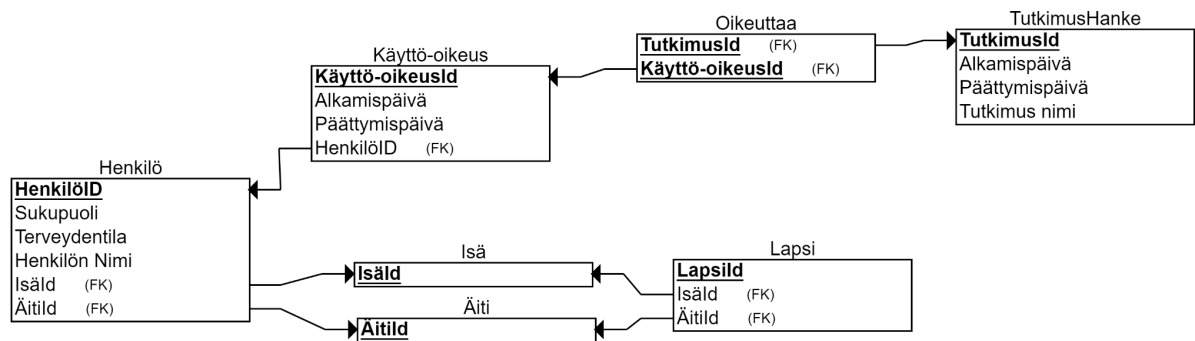 Oikeuttaa
TutkimusId (FK)
Käyttö-oikeusId (FK)
TutkimusHanke
TutkimusId
Alkamispäivä
Päättymispäivä
Tutkimus nimi
Käyttö-oikeus
Käyttö-oikeusId
Alkamispäivä
Päättymispäivä
HenkilöID (FK)
Henkilö
HenkilöID
Sukupuoli
Terveydentila
Henkilön Nimi
IsäId (FK)
ÄitiId (FK)
Isä
IsäId
Äiti
ÄitiId
Lapsi
LapsiId
IsäId (FK)
ÄitiId (FK)